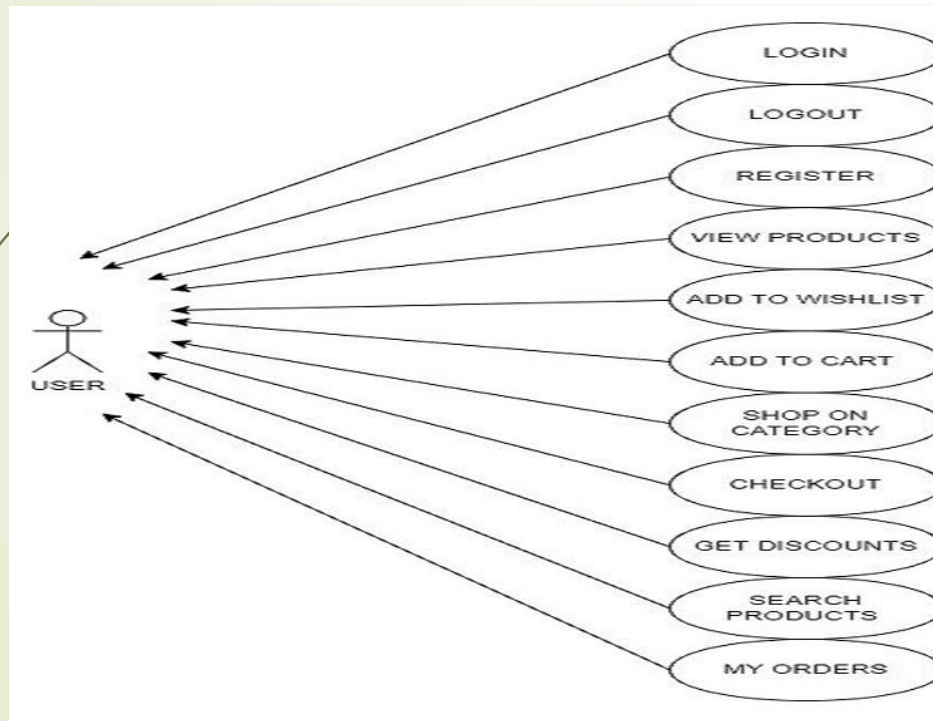 LOGIN
LOGOUT
REGISTER
VIEW PRODUCTS
ADD TO WISHLIST
USER
ADD TO CART
SHOP ON
CATEGORY
CHECKOUT
GET DISCOUNTS
SEARCH
PRODUCTS
MY ORDERS